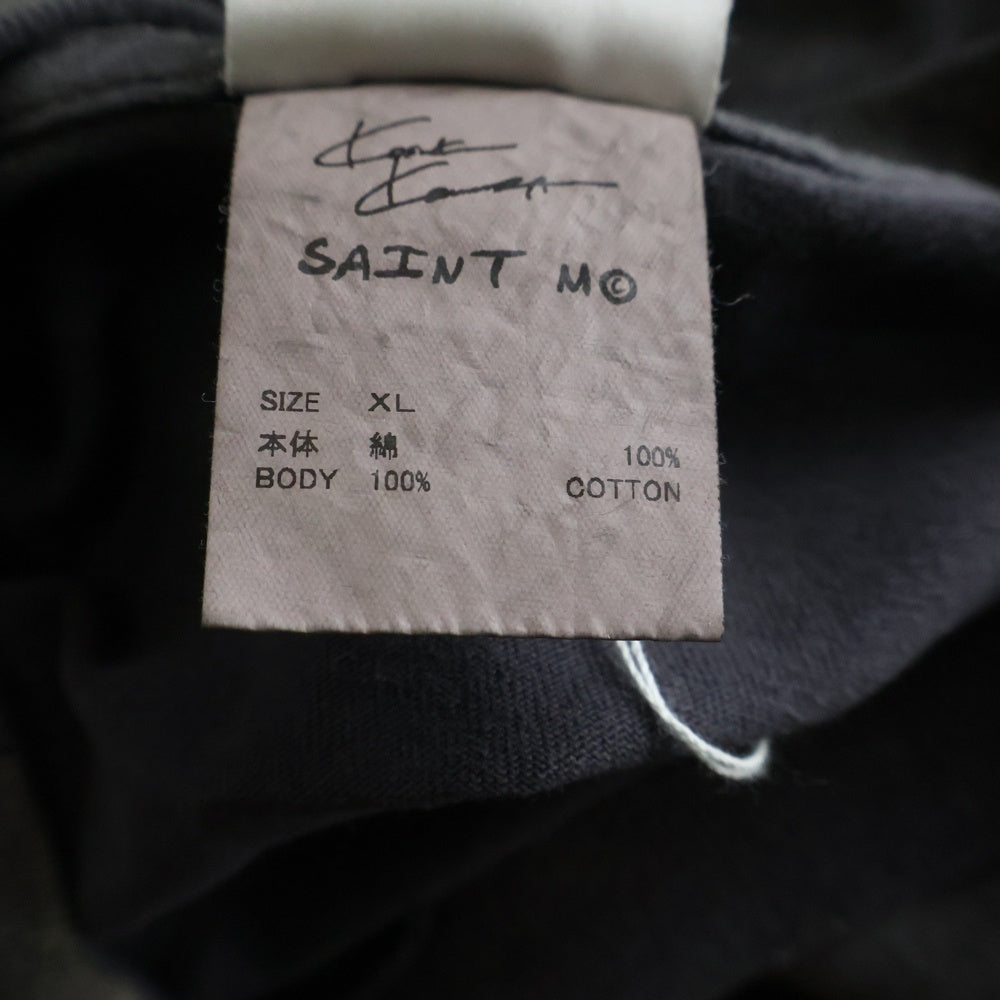 SAINT M©
SIZE XL
本体 綿 100%
BODY 100% COTTON